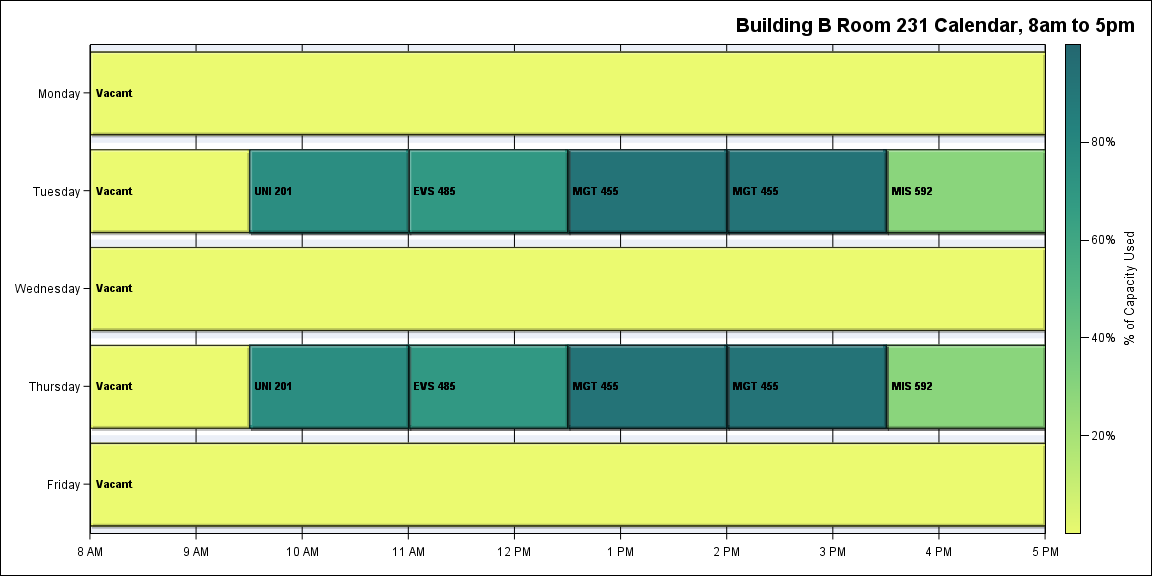 Building B Room 231 Calendar, 8am to 5pm
Monday
Vacant
Tuesday
Vacant
UNI 201
EVS 485
MGT 455
MGT 455
MIS 592
Wednesday
Vacant
Thursday
Vacant
UNI 201
EVS 485
MGT 455
MGT 455
MIS 592
Friday
Vacant
8 AM
9 AM
10 AM
11 AM
12 PM
1 PM
2 PM
3 PM
4 PM
5 PM
80%
60%
40%
20%
% of Capacity Used